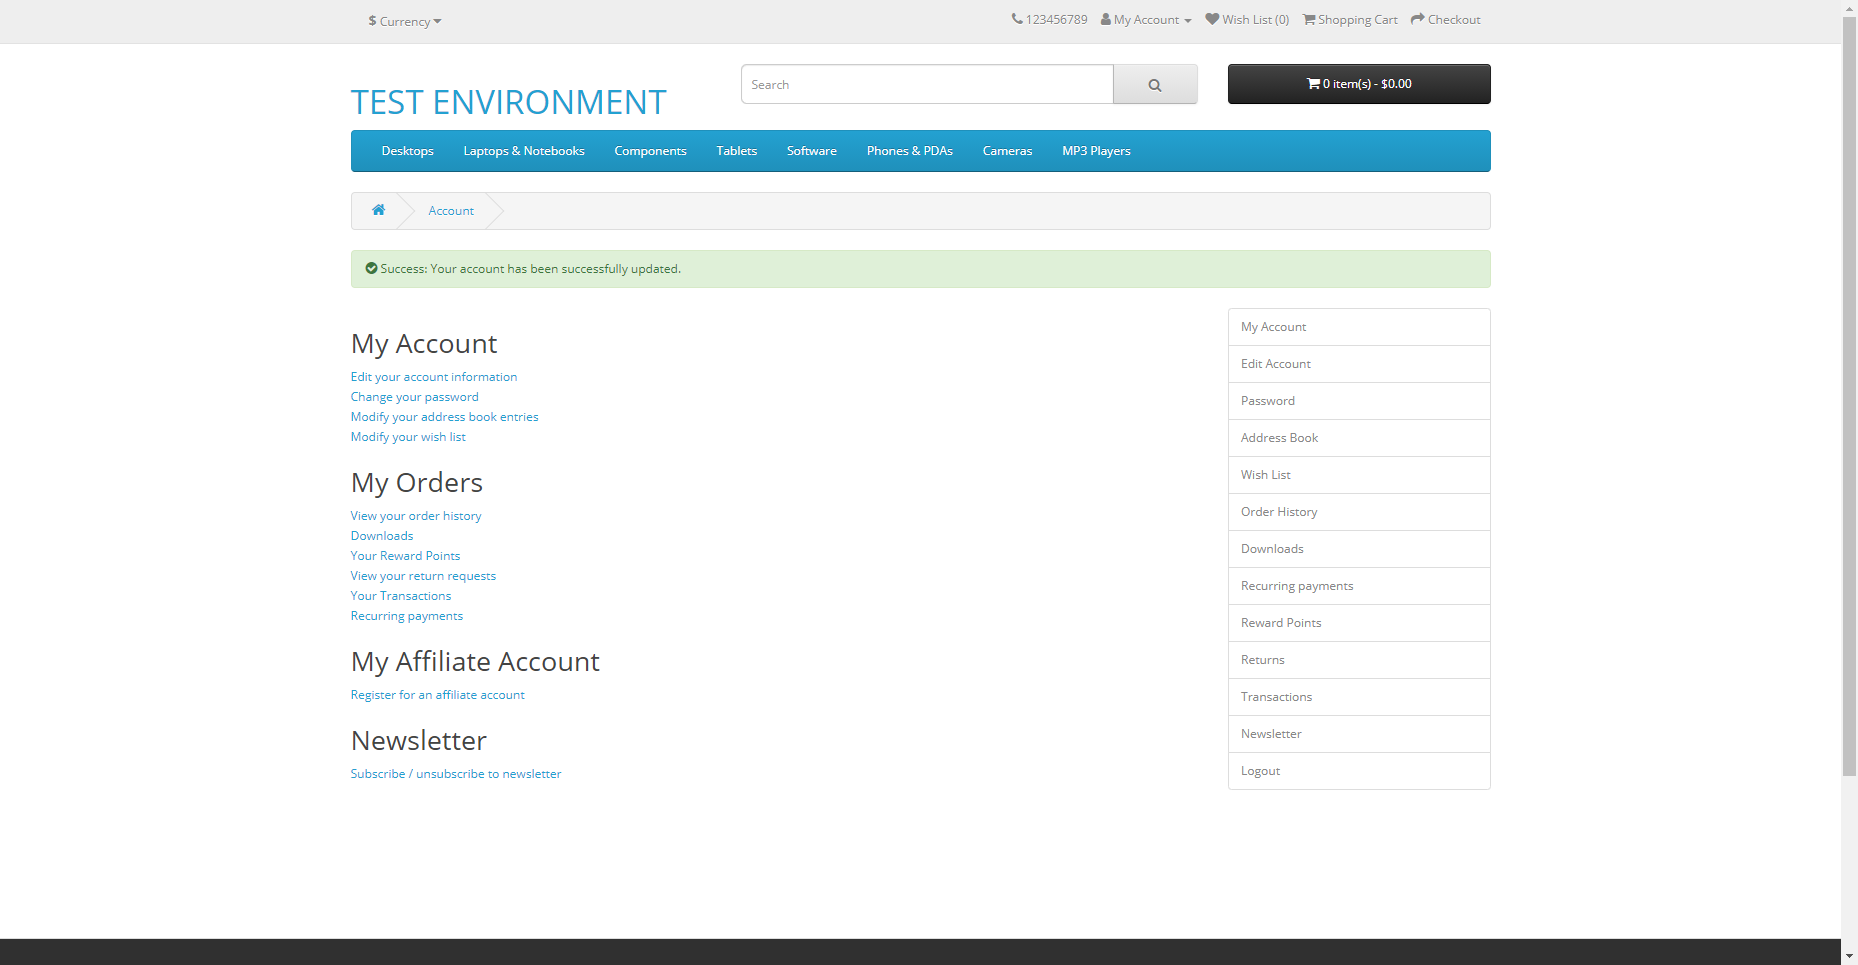 $ Currency
123456789 My Account Wish List (0) Shopping Cart Checkout
TEST ENVIRONMENT
Search
0 item(s) - $0.00
Desktops Laptops & Notebooks Components Tablets Software Phones & PDAs Cameras MP3 Players
Account
Success: Your account has been successfully updated.
My Account
Edit your account information
Change your password
Modify your address book entries
Modify your wish list
My Orders
View your order history
Downloads
Your Reward Points
View your return requests
Your Transactions
Recurring payments
My Affiliate Account
Register for an affiliate account
Newsletter
Subscribe / unsubscribe to newsletter
My Account
Edit Account
Password
Address Book
Wish List
Order History
Downloads
Recurring payments
Reward Points
Returns
Transactions
Newsletter
Logout